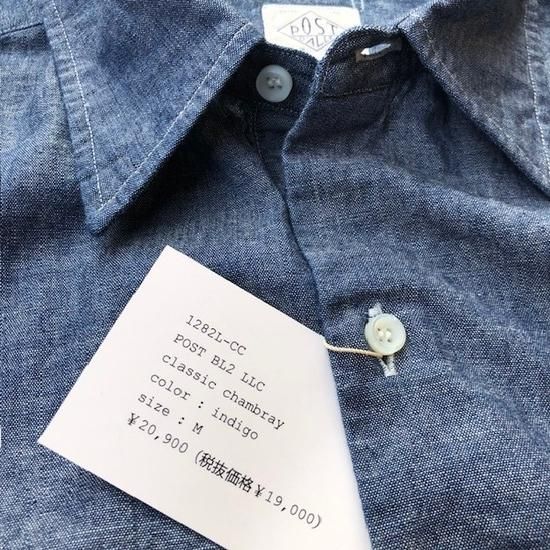 POST
1282L-CC
POST BL2 LLC
classic chambray
color : indigo
size : M
¥20,900 (税抜価格¥19,000)